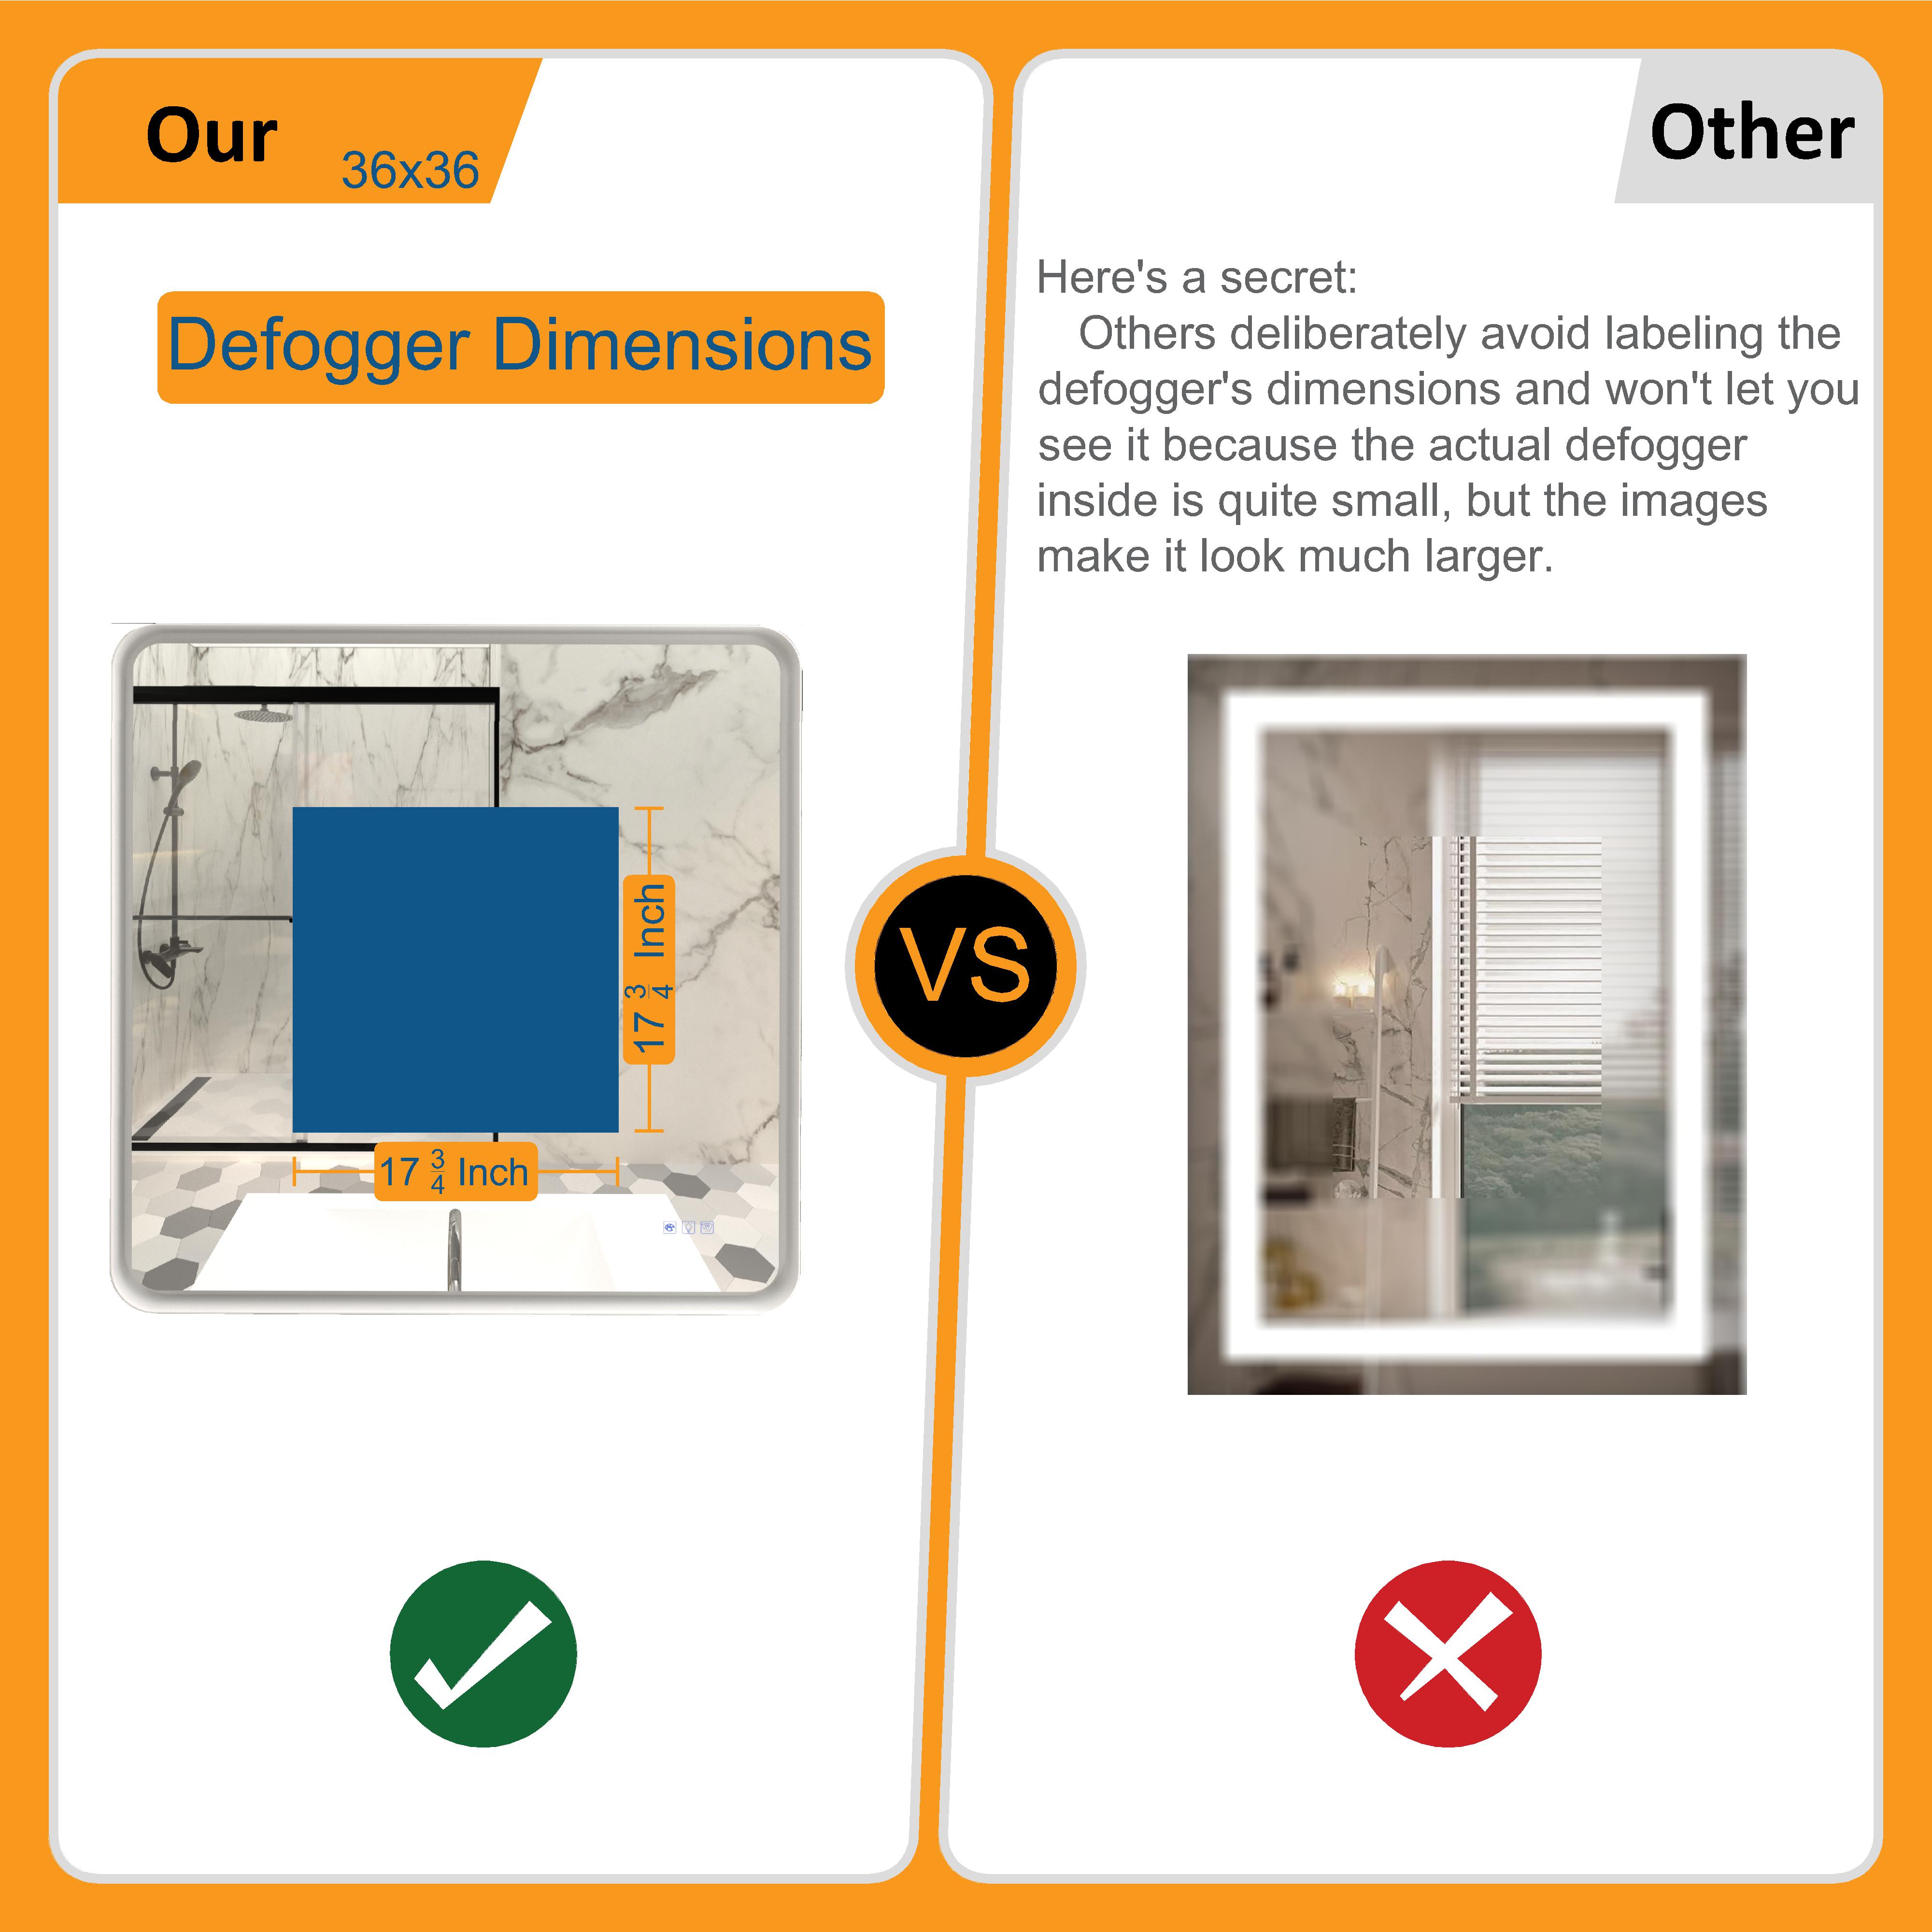 Our
36x36
Defogger Dimensions
17 3/4 Inch
17 3/4 Inch
VS
Other
Here's a secret:
Others deliberately avoid labeling the
defogger's dimensions and won't let you
see it because the actual defogger
inside is quite small, but the images
make it look much larger.